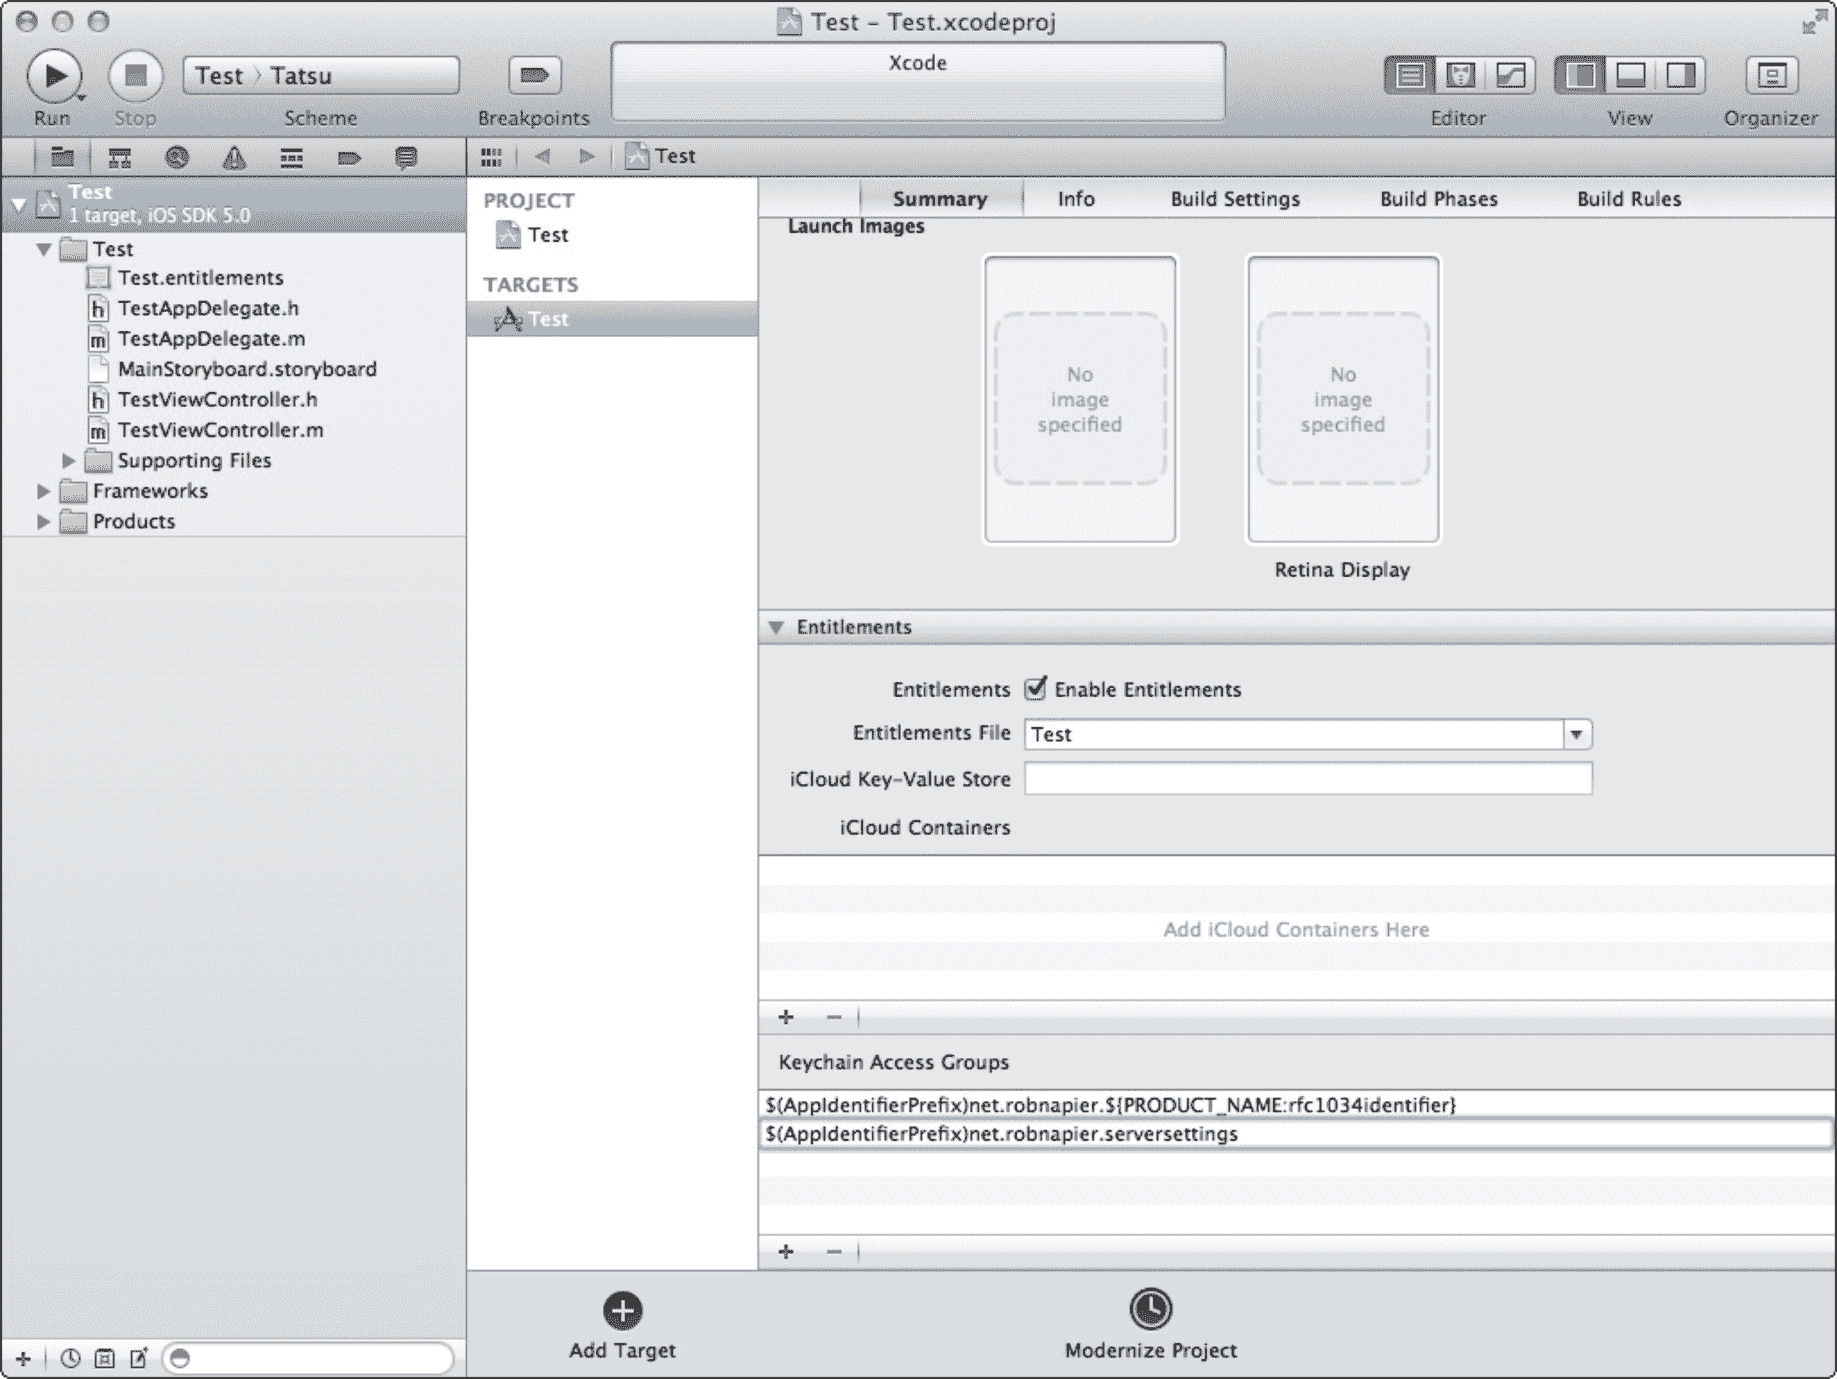 Test – Test.xcodeproj
Test › Tatsu
Xcode
Run
Stop
Scheme
Breakpoints
Editor
View
Organizer
Test
Test
1 target, iOS SDK 5.0
Test
Test.entitlements
TestAppDelegate.h
TestAppDelegate.m
MainStoryboard.storyboard
TestViewController.h
TestViewController.m
Supporting Files
Frameworks
Products
PROJECT
Test
TARGETS
Test
Summary
Info
Build Settings
Build Phases
Build Rules
Launch Images
No
image
specified
No
image
specified
Retina Display
Entitlements
Entitlements
Enable Entitlements
Entitlements File
Test
iCloud Key-Value Store
iCloud Containers
Add iCloud Containers Here
Keychain Access Groups
$(AppIdentifierPrefix)net.robnapier.${PRODUCT_NAME:rfc1034identifier}
$(AppIdentifierPrefix)net.robnapier.serversettings
Add Target
Modernize Project